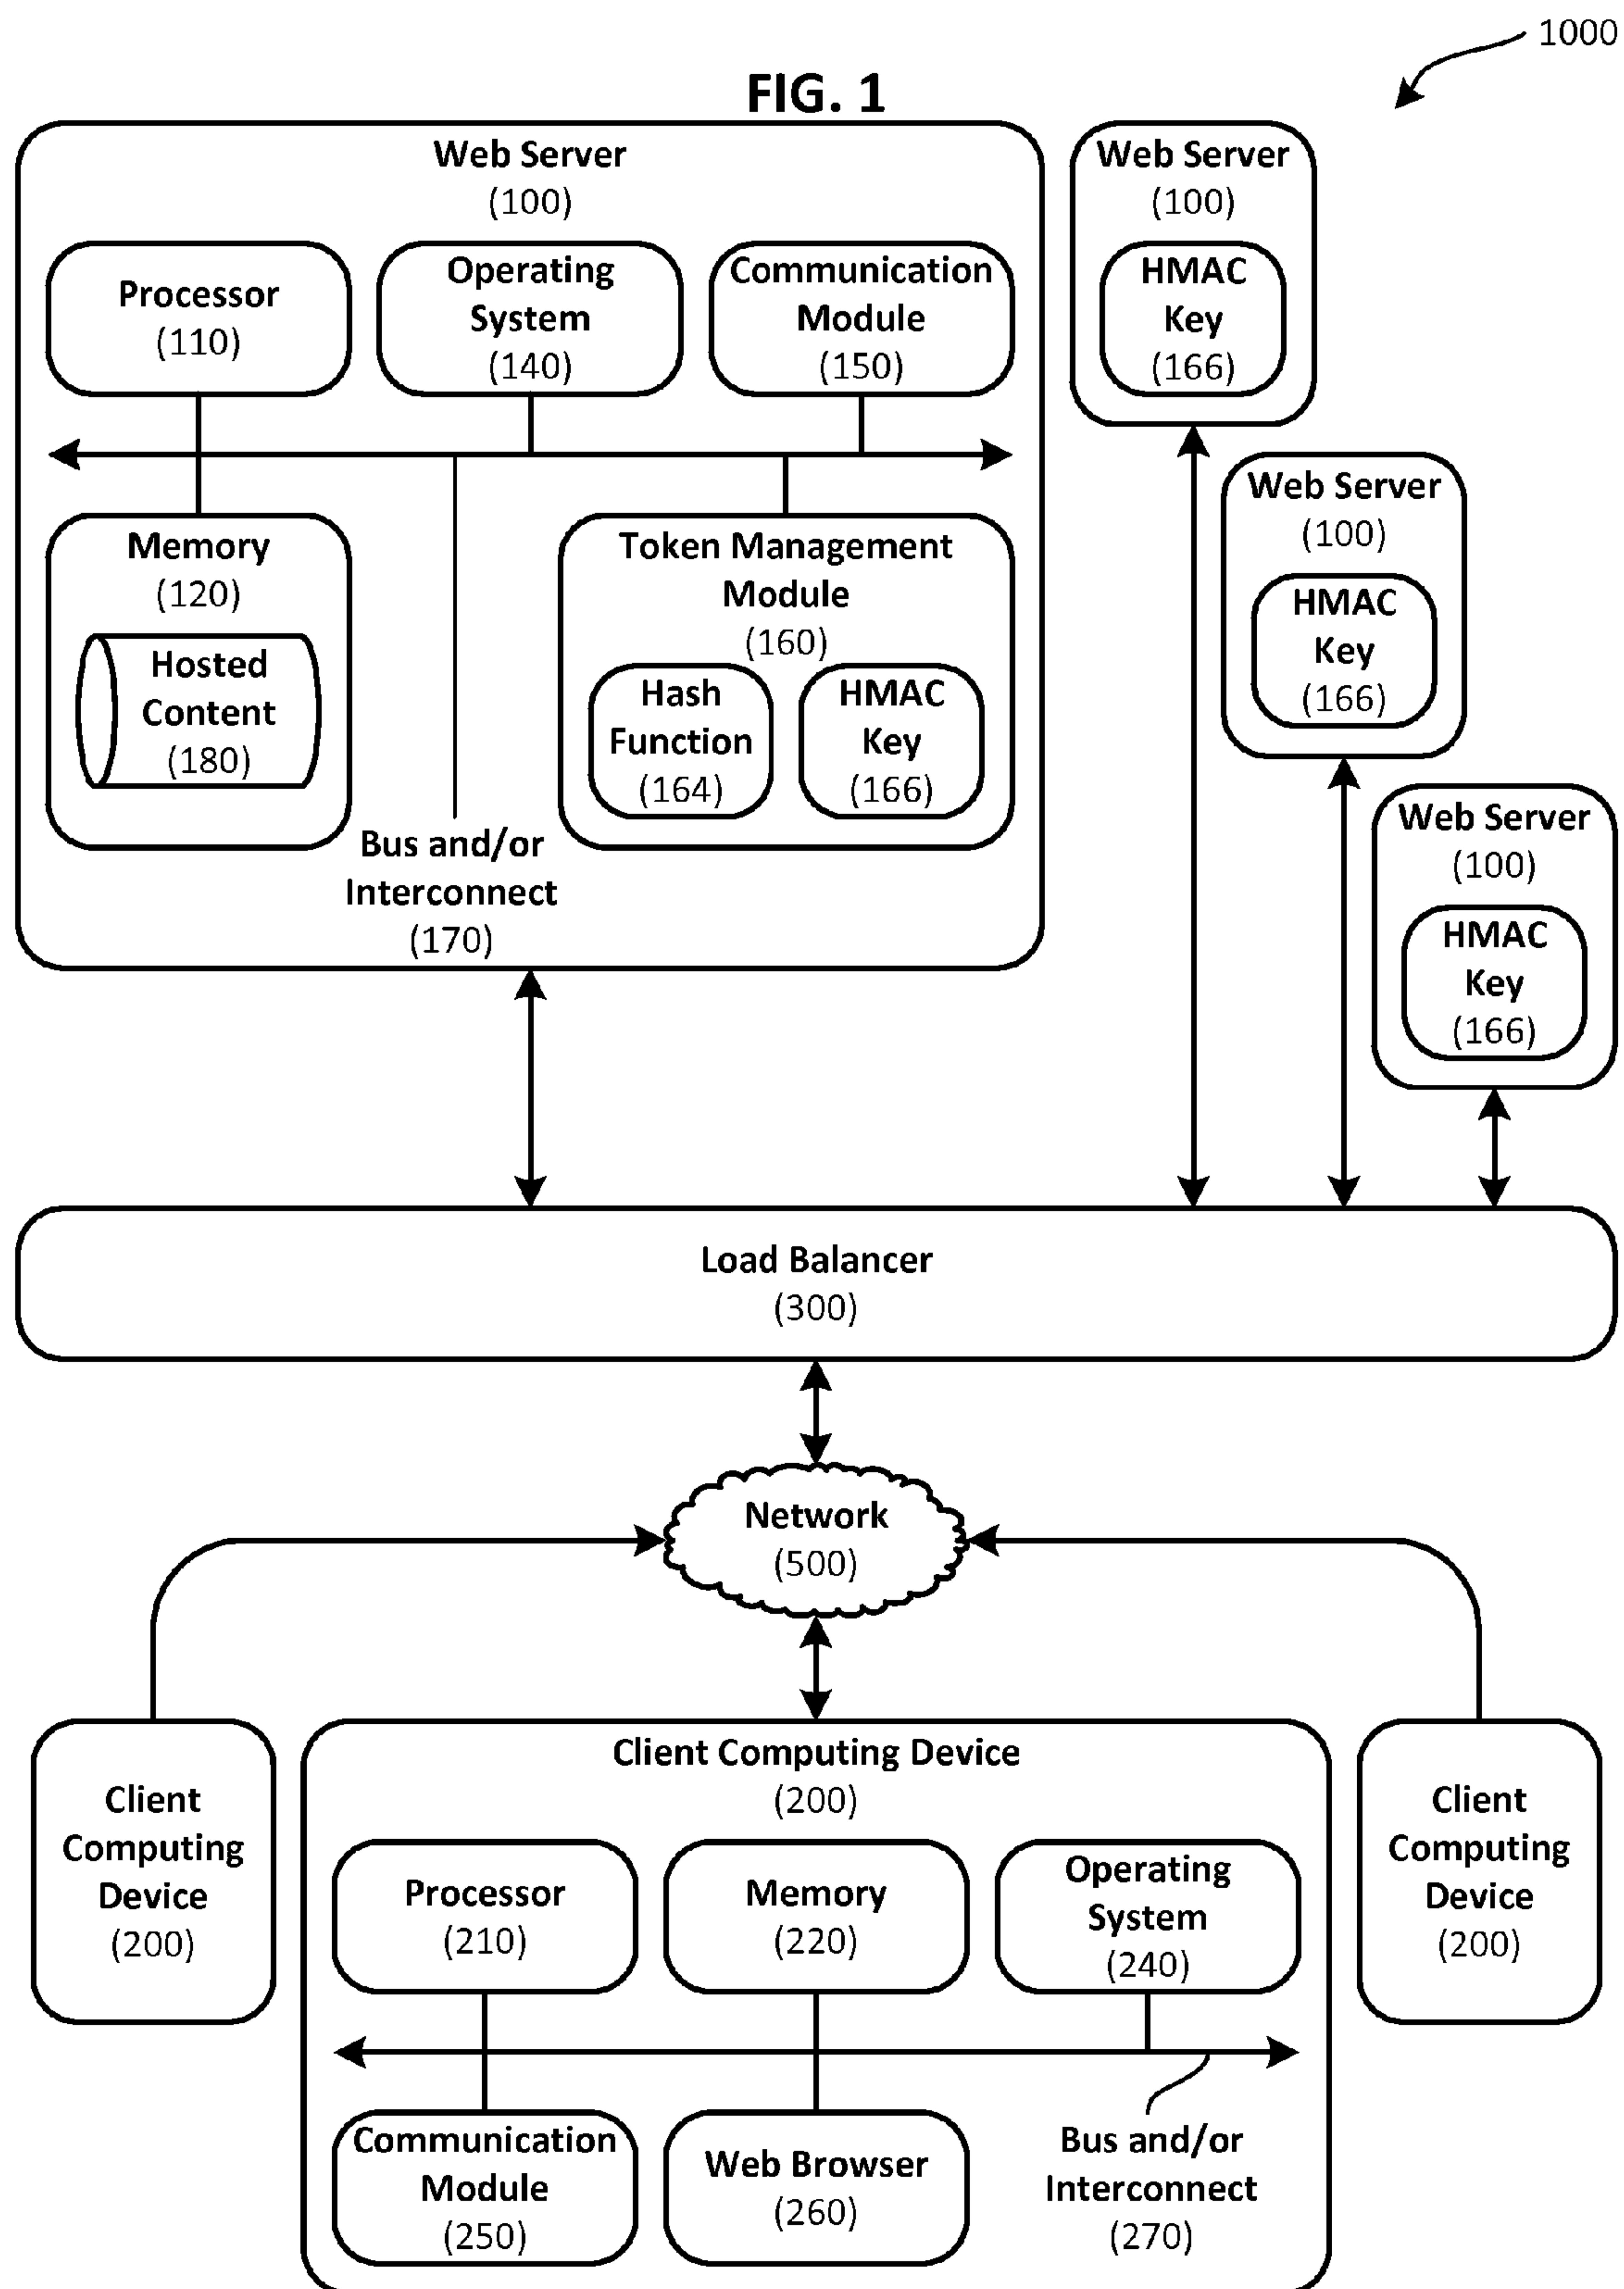 1000
FIG. 1
Web Server
(100)
Processor
(110)
Operating
System
(140)
Communication
Module
(150)
Memory
(120)
Hosted
Content
(180)
Token Management
Module
(160)
Hash
Function
(164)
HMAC
Key
(166)
Bus and/or
Interconnect
(170)
Web Server
(100)
HMAC
Key
(166)
Web Server
(100)
HMAC
Key
(166)
Web Server
(100)
HMAC
Key
(166)
Load Balancer
(300)
Network
(500)
Client
Computing
Device
(200)
Client Computing Device
(200)
Processor
(210)
Memory
(220)
Operating
System
(240)
Communication
Module
(250)
Web Browser
(260)
Bus and/or
Interconnect
(270)
Client
Computing
Device
(200)